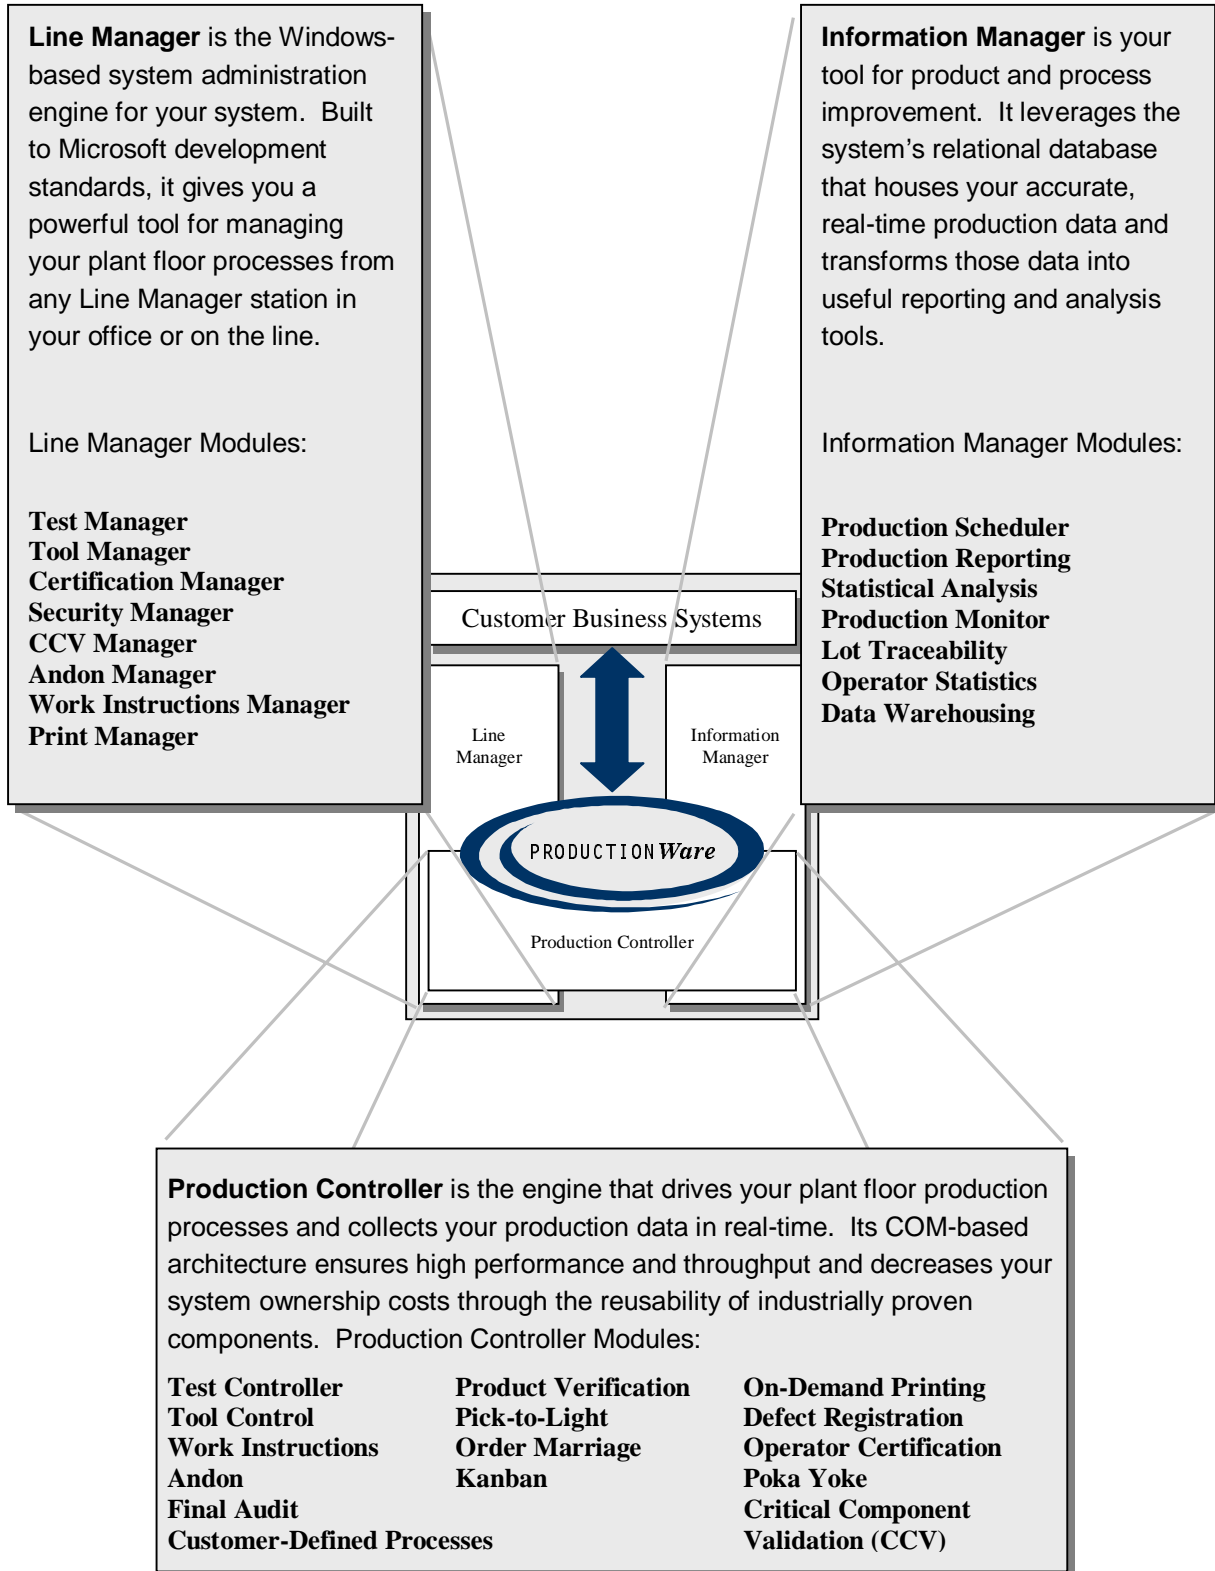 Line Manager is the Windows-
based system administration
engine for your system. Built
to Microsoft development
standards, it gives you a
powerful tool for managing
your plant floor processes from
any Line Manager station in
your office or on the line.
Line Manager Modules:
Test Manager
Tool Manager
Certification Manager
Security Manager
CCV Manager
Andon Manager
Work Instructions Manager
Print Manager
Information Manager is your
tool for product and process
improvement. It leverages the
system's relational database
that houses your accurate,
real-time production data and
transforms those data into
useful reporting and analysis
tools.
Information Manager Modules:
Production Scheduler
Production Reporting
Statistical Analysis
Production Monitor
Lot Traceability
Operator Statistics
Data Warehousing
Customer Business Systems
Line
Manager
Information
Manager
PRODUCTIONWare
Production Controller
Production Controller is the engine that drives your plant floor production
processes and collects your production data in real-time. Its COM-based
architecture ensures high performance and throughput and decreases your
system ownership costs through the reusability of industrially proven
components. Production Controller Modules:
Test Controller
Tool Control
Work Instructions
Andon
Final Audit
Customer-Defined Processes
Product Verification
Pick-to-Light
Order Marriage
Kanban
On-Demand Printing
Defect Registration
Operator Certification
Poka Yoke
Critical Component
Validation (CCV)